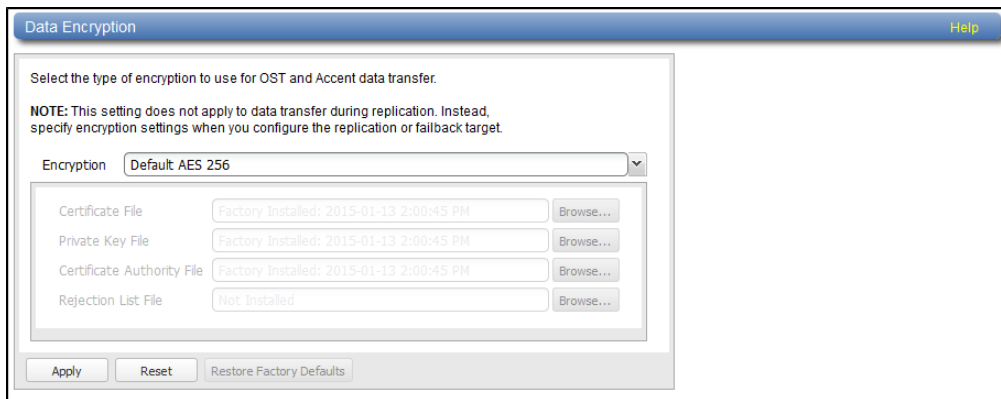 Data Encryption Help
Select the type of encryption to use for OST and Accent data transfer.
NOTE: This setting does not apply to data transfer during replication. Instead,
specify encryption settings when you configure the replication or failback target.
Encryption Default AES 256
Certificate File Factory Installed: 2015-01-13 2:00:45 PM Browse...
Private Key File Factory Installed: 2015-01-13 2:00:45 PM Browse...
Certificate Authority File Factory Installed: 2015-01-13 2:00:45 PM Browse...
Rejection List File Not Installed Browse...
Apply Reset Restore Factory Defaults